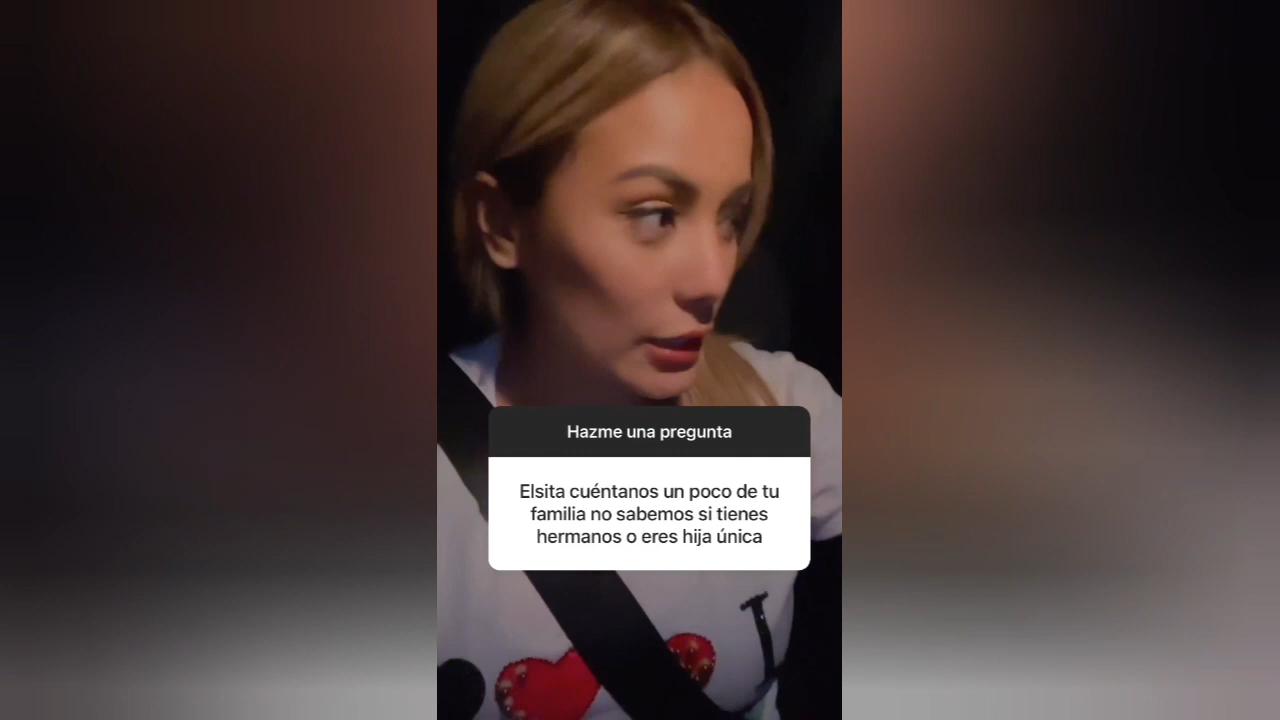 Hazme una pregunta
Elsita cuéntanos un poco de tu
familia no sabemos si tienes
hermanos o eres hija única